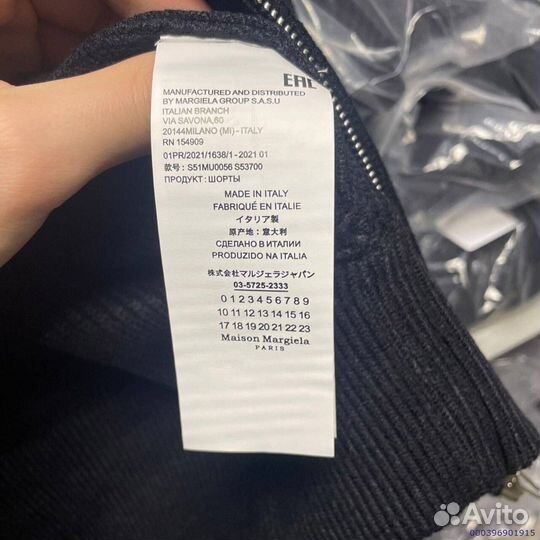 EAC
MANUFACTURED AND DISTRIBUTED
BY MARGIELA GROUP S.A.S.U
ITALIAN BRANCH
VIA SAVONA,60
20144MILANO (MI) - ITALY
RN 154909
01PR/2021/1638/1 - 2021 01
款号: S51MU0056 S53700
ПРОДУКТ: ШОРТЫ
MADE IN ITALY
FABRIQUÉ EN ITALIE
イタリア製
原产地: 意大利
СДЕЛАНО В ИТАЛИИ
PRODUZIDO NA ITALIA
株式会社マルジェラジャパン
03-5725-2333
0 1 2 3 4 5 6 7 8 9
10 11 12 13 14 15 16
17 18 19 20 21 22 23
Maison Margiela
PARIS
Avito
000396901915